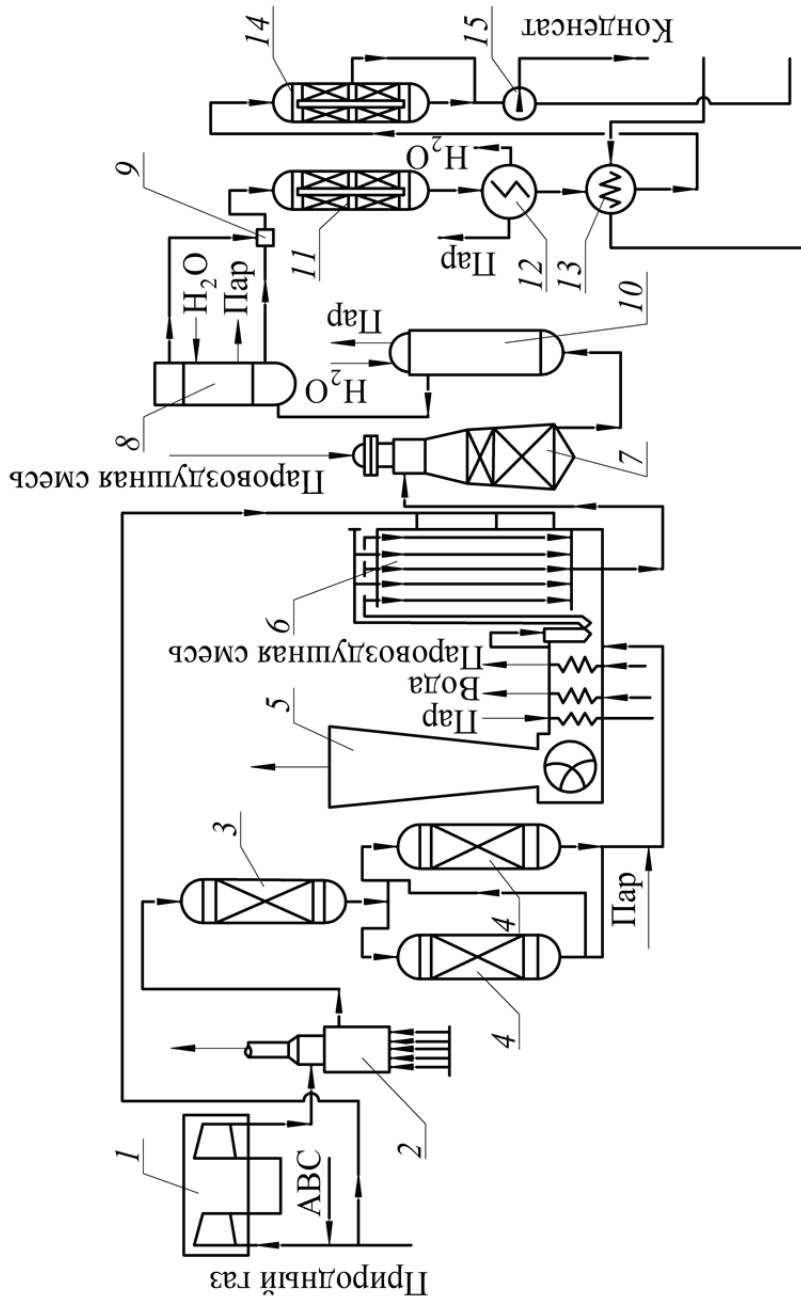 Природный газ
АВС
1
2
3
4
4
Пар
5
Пар
Вода
Паровоздушная смесь
6
Паровоздушная смесь
7
8
H₂O
Пар
9
H₂O
Пар
10
11
Пар
12
H₂O
13
14
15
Конденсат